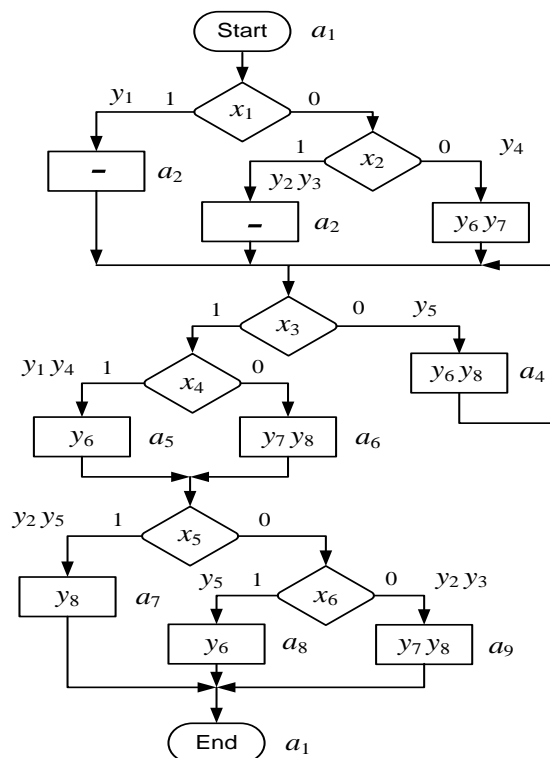 Start a1
y1 1 x1 0
1 x2 0 y4
- a2 y2 y3
- a2 y6 y7
1 x3 0 y5
y1 y4 1 x4 0 y6 y8 a4
y6 a5 y7 y8 a6
y2 y5 1 x5 0
y5 1 x6 0 y2 y3
y8 a7
y6 a8 y7 y8 a9
End a1